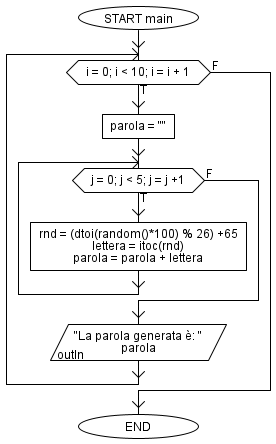 START main
i = 0; i < 10; i = i + 1
F
T
parola = ""
j = 0; j < 5; j = j +1
F
T
rnd = (dtoi(random()*100) % 26) +65
lettera = itoc(rnd)
parola = parola + lettera
"La parola generata è: "
parola
outln
END